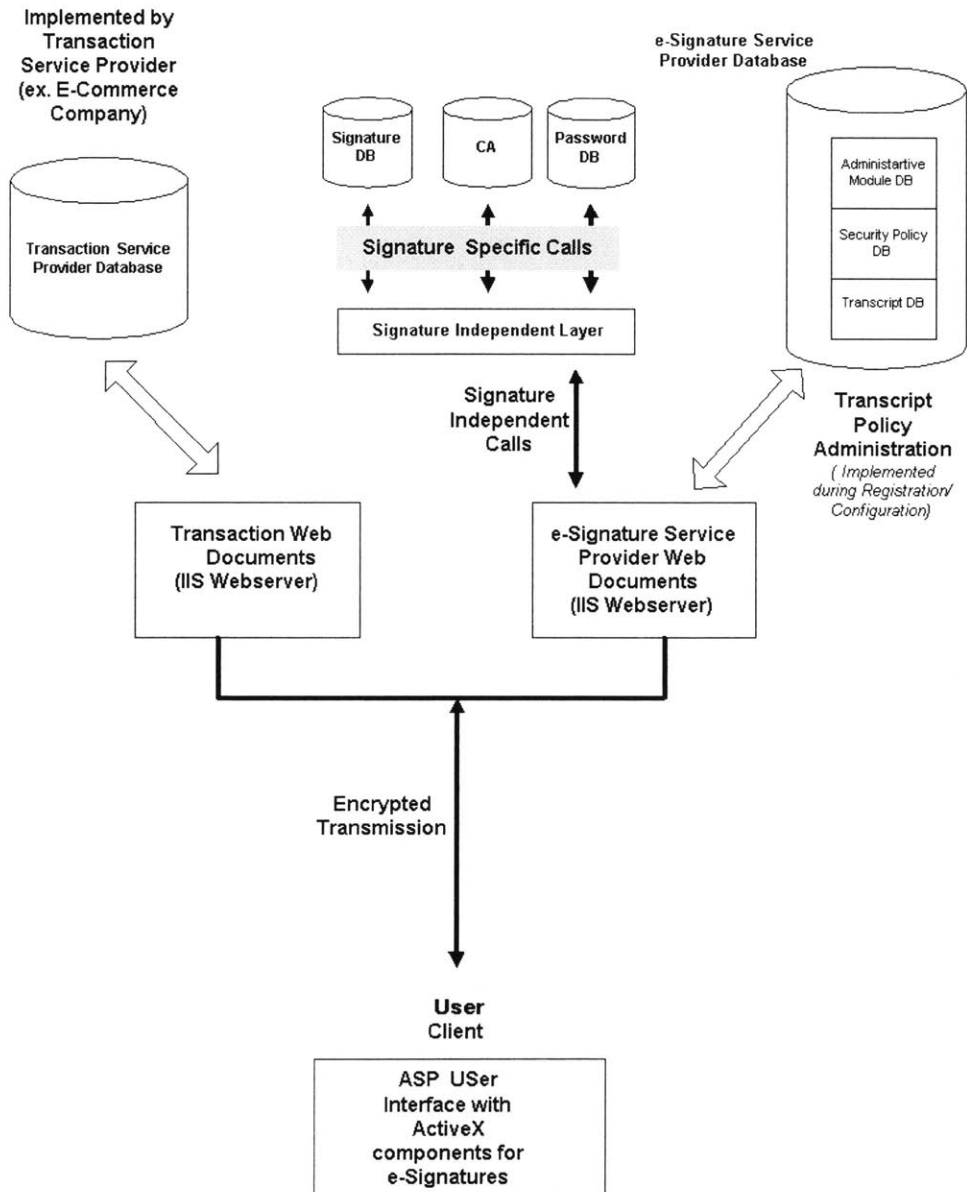 Implemented by
Transaction
Service Provider
(ex. E-Commerce
Company)
e-Signature Service
Provider Database
Signature
DB
CA
Password
DB
Administartive
Module DB
Security Policy
DB
Transcript DB
Transaction Service
Provider Database
Signature Specific Calls
Signature Independent Layer
Signature
Independent
Calls
Transcript
Policy
Administration
( Implemented
during Registration/
Configuration)
Transaction Web
Documents
(IIS Webserver)
e-Signature Service
Provider Web
Documents
(IIS Webserver)
Encrypted
Transmission
User
Client
ASP USer
Interface with
ActiveX
components for
e-Signatures